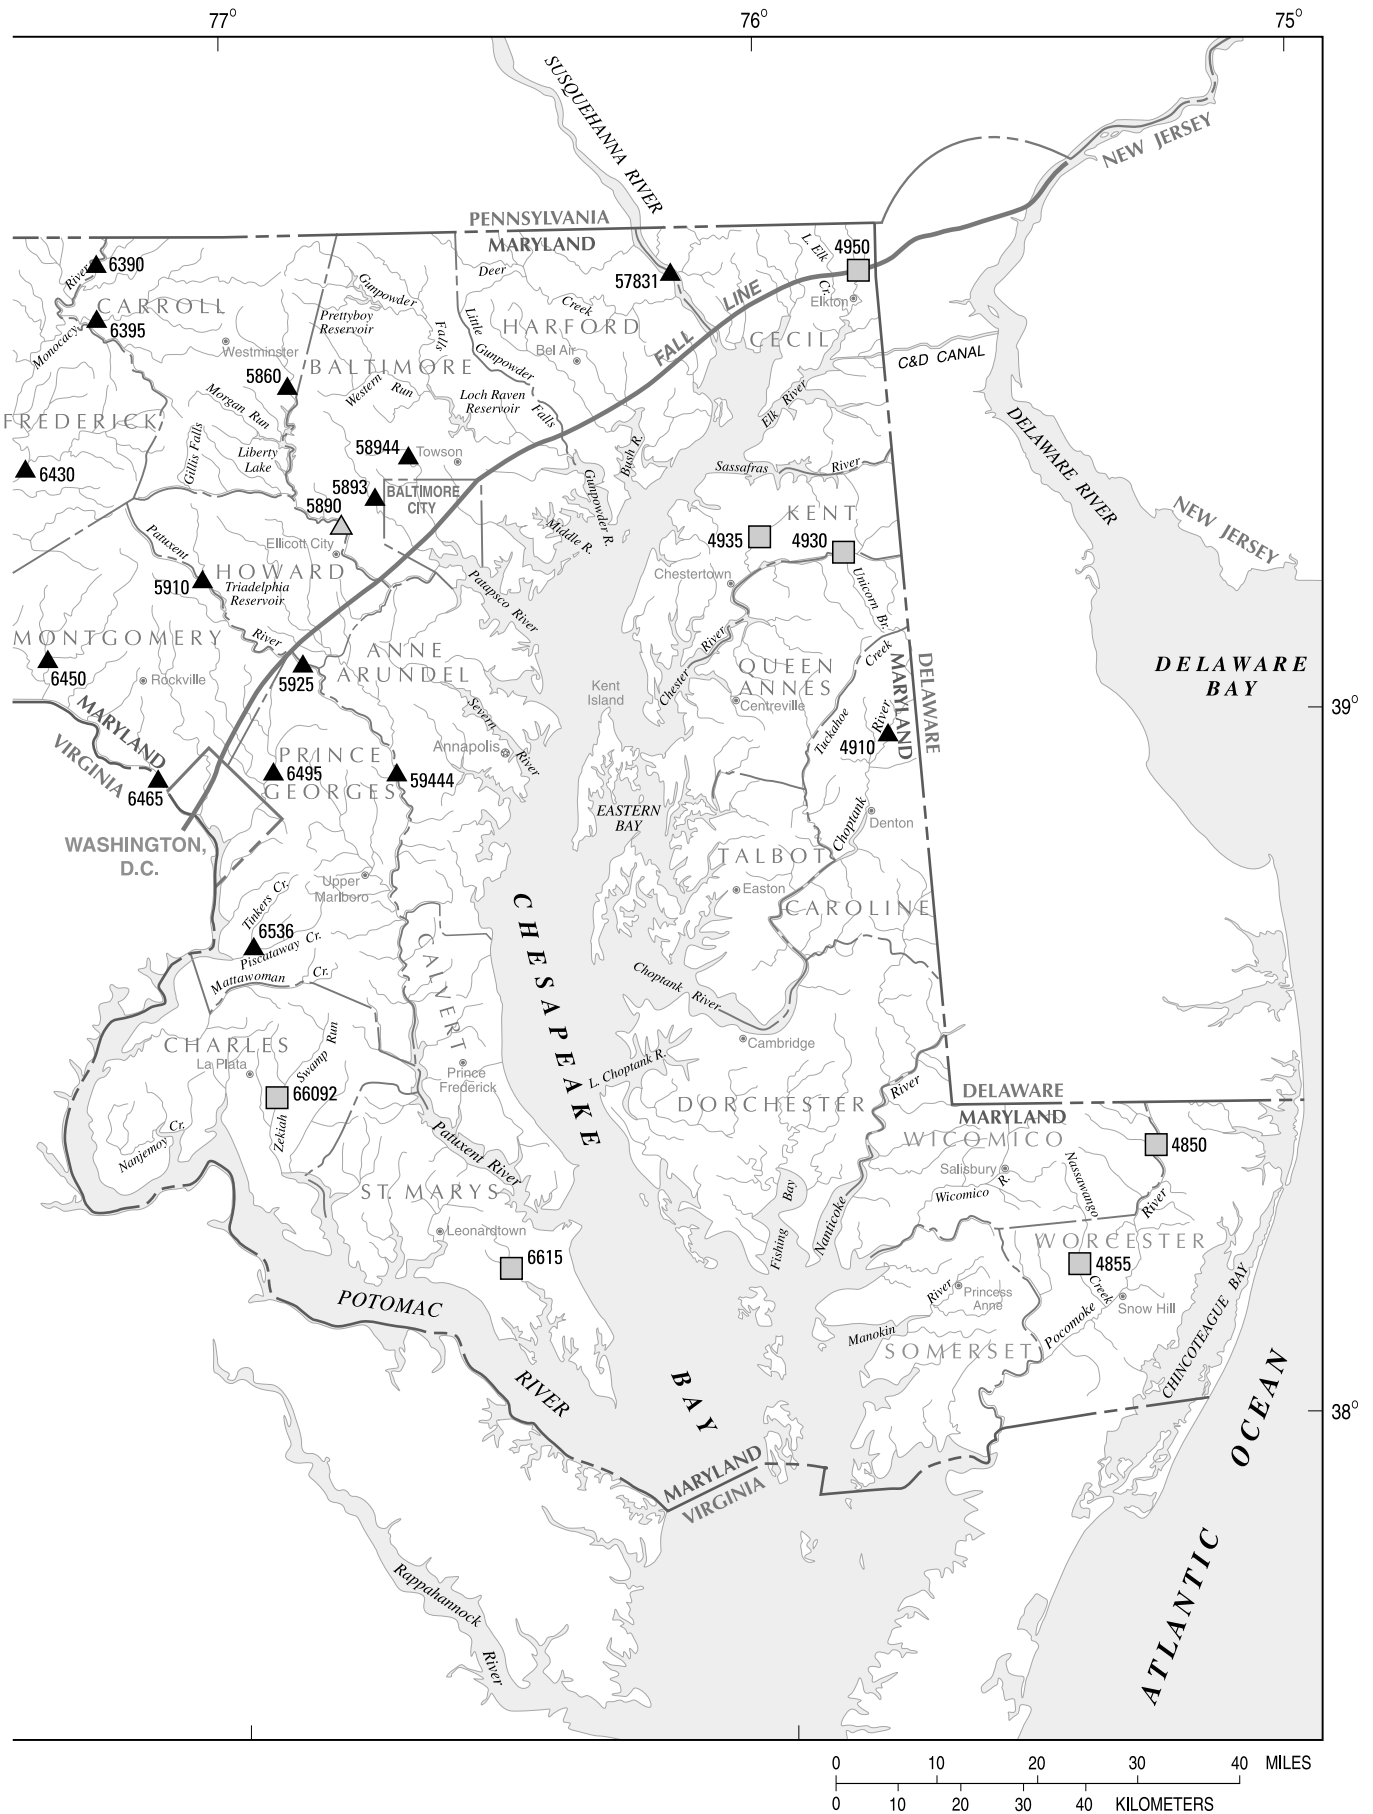 77°
76°
75°
SUSQUEHANNA RIVER
NEW JERSEY
PENNSYLVANIA
MARYLAND
L. Elk
Cr.
4950
6390
River
57831
Deer
Creek
Gunpowder
Falls
CARROLL
6395
Monocacy
Prettyboy
Reservoir
Little
Gunpowder
Falls
HARFORD
Bel Air
FALL LINE
Elkton
CECIL
C&D CANAL
Westminster
5860
BALTIMORE
Western
Run
Loch Raven
Reservoir
Elk River
FREDERICK
Morgan Run
Gillis Falls
Liberty
Lake
58944
Towson
Bush R.
DELAWARE RIVER
6430
Sassafras
River
5893
BALTIMORE
CITY
Gunpowder R.
5890
Middle R.
KENT
NEW JERSEY
4935
4930
Patuxent
Ellicott City
HOWARD
Chestertown
Unicorn Br.
5910
Triadelphia
Reservoir
Patapsco River
MONTGOMERY
River
ANNE
ARUNDEL
Chester River
QUEEN
ANNES
Creek
MARYLAND
DELAWARE
DELAWARE
BAY
6450
Rockville
5925
Kent
Island
Centreville
39°
MARYLAND
VIRGINIA
Severn
River
Annapolis
Tuckahoe
River
4910
PRINCE
GEORGES
6495
59444
6465
EASTERN
BAY
Choptank
Denton
WASHINGTON,
D.C.
TALBOT
Upper
Marlboro
Easton
Tinkers Cr.
CAROLINE
CHESAPEAKE
6536
Piscataway Cr.
CALVERT
Mattawoman
Cr.
Choptank River
Swamp Run
CHARLES
La Plata
Cambridge
L. Choptank R.
Prince
Frederick
66092
River
DELAWARE
MARYLAND
DORCHESTER
Zekiah
Nanjemoy
Cr.
WICOMICO
4850
Patuxent River
Salisbury
Nassawango
Bay
Wicomico
R.
ST. MARYS
River
Leonardtown
Nanticoke
Fishing
WORCESTER
6615
4855
Creek
River
Princess
Anne
Snow Hill
CHINCOTEAGUE BAY
POTOMAC
Manokin
Pocomoke
SOMERSET
RIVER
BAY
OCEAN
38°
MARYLAND
VIRGINIA
Rappahannock
River
ATLANTIC
0 10 20 30 40 MILES
0 10 20 30 40 KILOMETERS